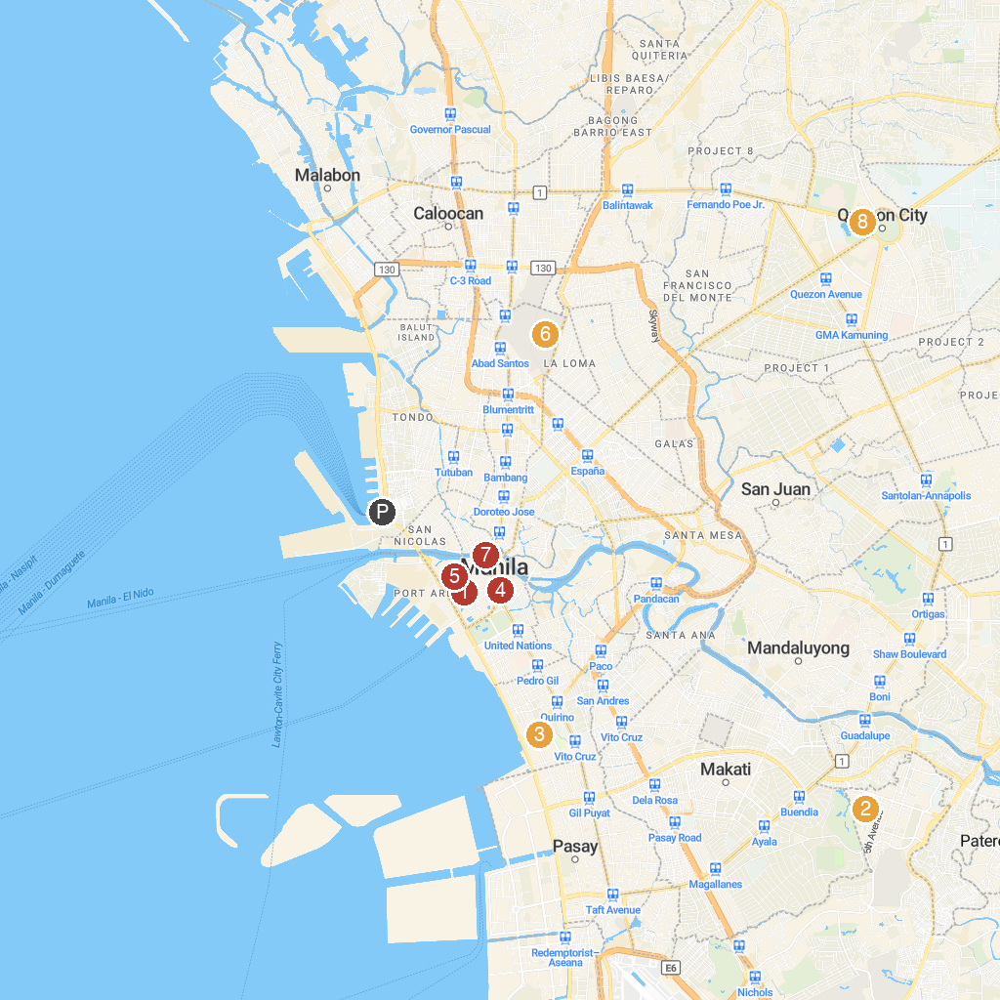 SANTA
QUITERIA
LIBIS BAESA/
REPARO
BAGONG
BARRIO EAST
Governor Pascual
PROJECT 8
Malabon
1
Balintawak
Fernando Poe Jr.
Caloocan
8
Quezon City
130
130
C-3 Road
SAN
FRANCISCO
DEL MONTE
Quezon Avenue
Skyway
GMA Kamuning
BALUT
ISLAND
6
PROJECT 2
Abad Santos
LA LOMA
PROJECT 1
Blumentritt
TONDO
GALAS
Tutuban
Bambang
España
San Juan
Santolan-Annapolis
P
Doroteo Jose
SAN
NICOLAS
SANTA MESA
1
7
Manila
5
4
1
PORT
Manila - Dumaguete
Manila - El Nido
Pandacan
Ortigas
United Nations
SANTA ANA
Mandaluyong
Shaw Boulevard
Paco
Pedro Gil
San Andres
Boni
Lawton-Cavite City Ferry
Quirino
3
Vito Cruz
Vito Cruz
Guadalupe
1
Makati
Dela Rosa
Gil Puyat
Buendia
2
5th Avenue
Pasay Road
Ayala
Pasay
Magallanes
Taft Avenue
Redemptorist–
Aseana
E6
Nichols